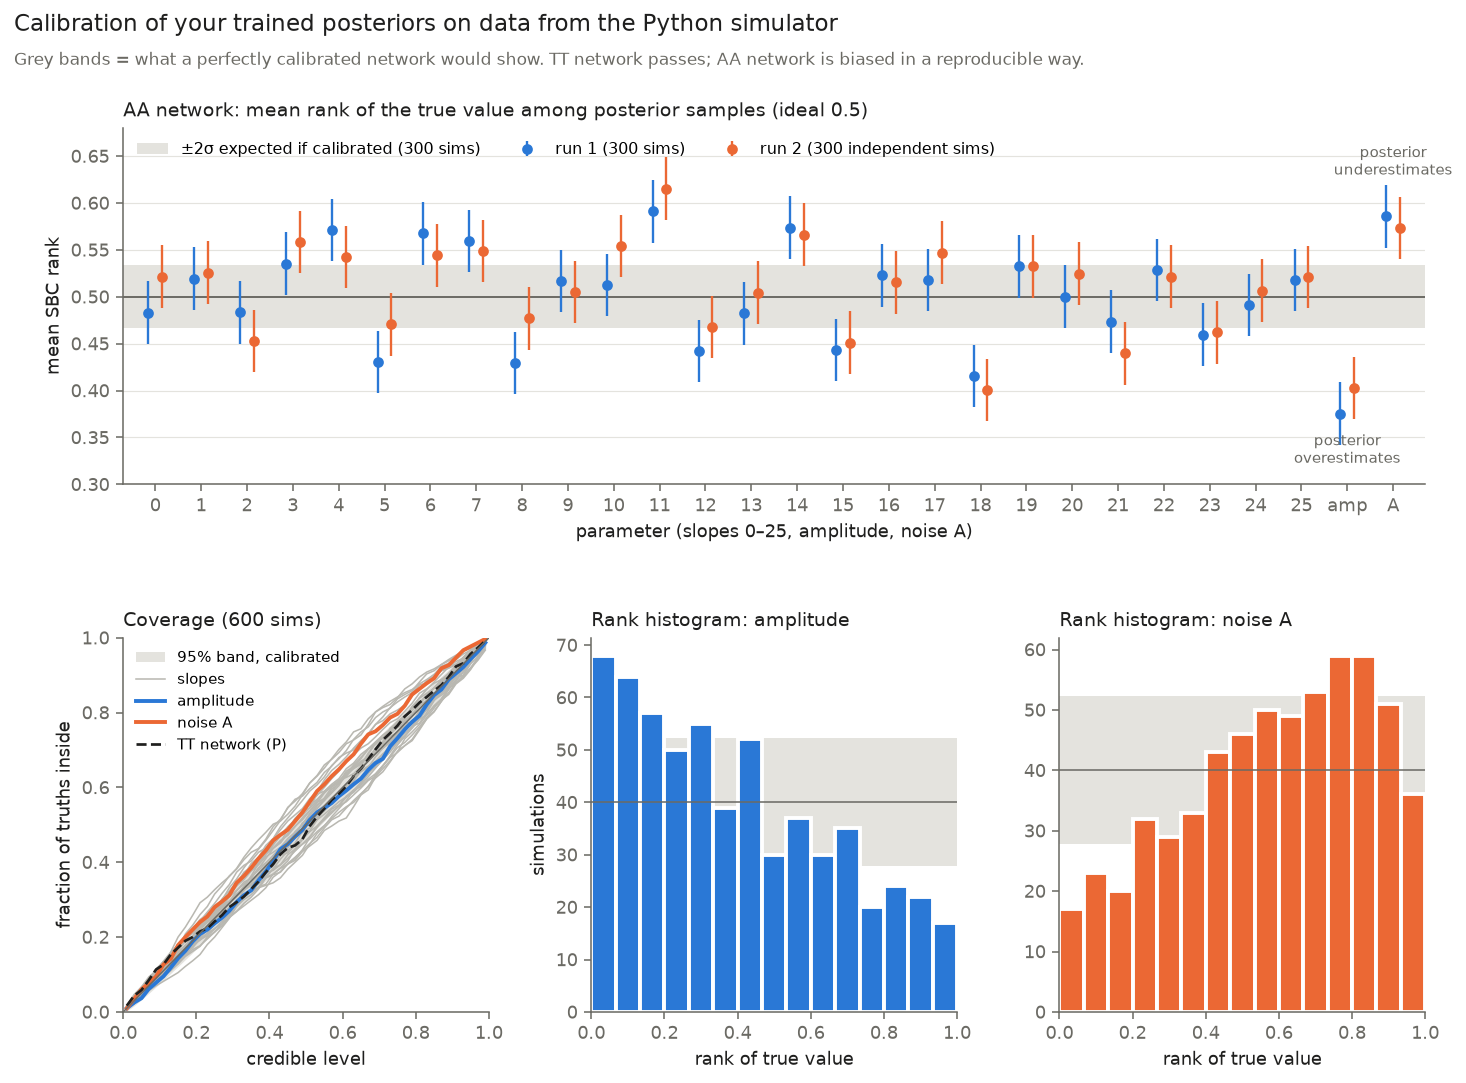 Calibration of your trained posteriors on data from the Python simulator
Grey bands = what a perfectly calibrated network would show. TT network passes; AA network is biased in a reproducible way.
AA network: mean rank of the true value among posterior samples (ideal 0.5)
±2σ expected if calibrated (300 sims)
run 1 (300 sims)
run 2 (300 independent sims)
posterior
underestimates
posterior
overestimates
mean SBC rank
0.65
0.60
0.55
0.50
0.45
0.40
0.35
0.30
0 1 2 3 4 5 6 7 8 9 10 11 12 13 14 15 16 17 18 19 20 21 22 23 24 25 amp A
parameter (slopes 0–25, amplitude, noise A)
Coverage (600 sims)
95% band, calibrated
slopes
amplitude
noise A
TT network (P)
fraction of truths inside
1.0
0.8
0.6
0.4
0.2
0.0
0.0 0.2 0.4 0.6 0.8 1.0
credible level
Rank histogram: amplitude
simulations
70
60
50
40
30
20
10
0
0.0 0.2 0.4 0.6 0.8 1.0
rank of true value
Rank histogram: noise A
60
50
40
30
20
10
0
0.0 0.2 0.4 0.6 0.8 1.0
rank of true value